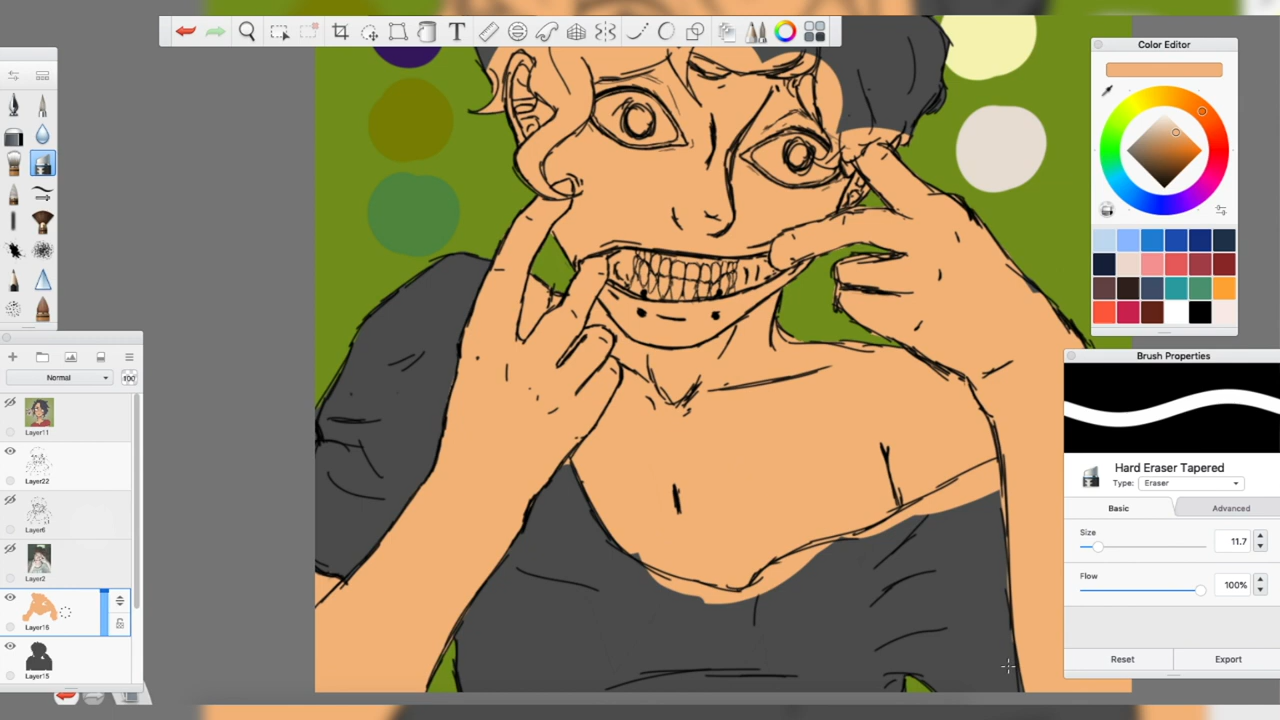 T
Color Editor
Normal
100
Layer11
Layer22
Layer6
Layer2
Layer16
Layer15
Brush Properties
Hard Eraser Tapered
Type: Eraser
Basic
Advanced
Size
11.7
Flow
100%
Reset
Export